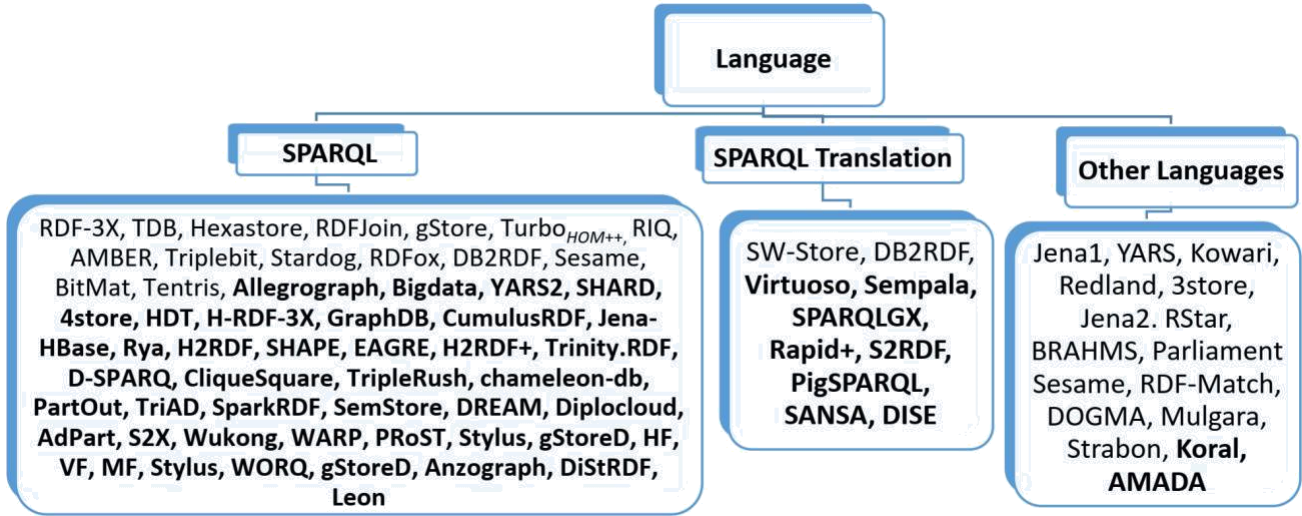 Language
SPARQL
RDF-3X, TDB, Hexastore, RDFJoin, gStore, Turbo HOM++, RIQ,
AMBER, Triplebit, Stardog, RDFox, DB2RDF, Sesame,
BitMat, Tentris, Allegrograph, Bigdata, YARS2, SHARD,
4store, HDT, H-RDF-3X, GraphDB, CumulusRDF, Jena-
HBase, Rya, H2RDF, SHAPE, EAGRE, H2RDF+, Trinity.RDF,
D-SPARQ, CliqueSquare, TripleRush, chameleon-db,
PartOut, TriAD, SparkRDF, SemStore, DREAM, Diplocloud,
AdPart, S2X, Wukong, WARP, PRoST, Stylus, gStoreD, HF,
VF, MF, Stylus, WORQ, gStoreD, Anzograph, DiStRDF,
Leon
SPARQL Translation
SW-Store, DB2RDF,
Virtuoso, Sempala,
SPARQLGX,
Rapid+, S2RDF,
PigSPARQL,
SANSA, DISE
Other Languages
Jena1, YARS, Kowari,
Redland, 3store,
Jena2. RStar,
BRAHMS, Parliament
Sesame, RDF-Match,
DOGMA, Mulgara,
Strabon, Koral,
AMADA